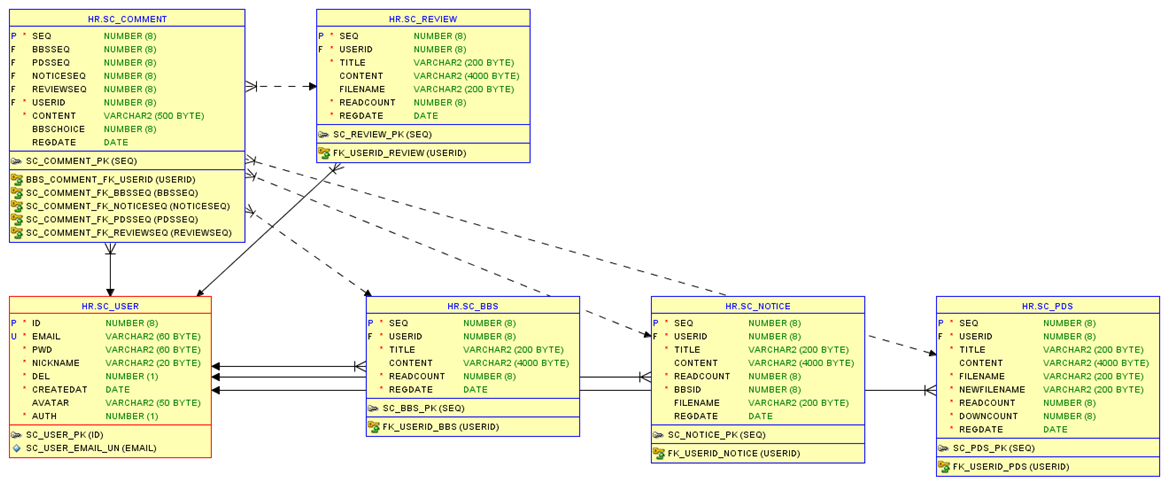 HR.SC_COMMENT
P * SEQ NUMBER (8)
F BBSSEQ NUMBER (8)
F PDSSEQ NUMBER (8)
F NOTICESEQ NUMBER (8)
F REVIEWSEQ NUMBER (8)
F * USERID NUMBER (8)
* CONTENT VARCHAR2 (500 BYTE)
BBSCHOICE NUMBER (8)
REGDATE DATE
SC_COMMENT_PK (SEQ)
BBS_COMMENT_FK_USERID (USERID)
SC_COMMENT_FK_BBSSEQ (BBSSEQ)
SC_COMMENT_FK_NOTICESEQ (NOTICESEQ)
SC_COMMENT_FK_PDSSEQ (PDSSEQ)
SC_COMMENT_FK_REVIEWSEQ (REVIEWSEQ)
HR.SC_REVIEW
P * SEQ NUMBER (8)
F * USERID NUMBER (8)
* TITLE VARCHAR2 (200 BYTE)
CONTENT VARCHAR2 (4000 BYTE)
FILENAME VARCHAR2 (200 BYTE)
* READCOUNT NUMBER (8)
* REGDATE DATE
SC_REVIEW_PK (SEQ)
FK_USERID_REVIEW (USERID)
HR.SC_USER
P * ID NUMBER (8)
U * EMAIL VARCHAR2 (60 BYTE)
* PWD VARCHAR2 (60 BYTE)
* NICKNAME VARCHAR2 (20 BYTE)
* DEL NUMBER (1)
* CREATEDAT DATE
AVATAR VARCHAR2 (50 BYTE)
* AUTH NUMBER (1)
SC_USER_PK (ID)
SC_USER_EMAIL_UN (EMAIL)
HR.SC_BBS
P * SEQ NUMBER (8)
F * USERID NUMBER (8)
* TITLE VARCHAR2 (200 BYTE)
* CONTENT VARCHAR2 (4000 BYTE)
* READCOUNT NUMBER (8)
* REGDATE DATE
SC_BBS_PK (SEQ)
FK_USERID_BBS (USERID)
HR.SC_NOTICE
P * SEQ NUMBER (8)
F * USERID NUMBER (8)
* TITLE VARCHAR2 (200 BYTE)
CONTENT VARCHAR2 (4000 BYTE)
* READCOUNT NUMBER (8)
* BBSID NUMBER (8)
FILENAME VARCHAR2 (200 BYTE)
REGDATE DATE
SC_NOTICE_PK (SEQ)
FK_USERID_NOTICE (USERID)
HR.SC_PDS
P * SEQ NUMBER (8)
F * USERID NUMBER (8)
* TITLE VARCHAR2 (200 BYTE)
CONTENT VARCHAR2 (4000 BYTE)
* FILENAME VARCHAR2 (200 BYTE)
* NEWFILENAME VARCHAR2 (200 BYTE)
* READCOUNT NUMBER (8)
* DOWNCOUNT NUMBER (8)
* REGDATE DATE
SC_PDS_PK (SEQ)
FK_USERID_PDS (USERID)